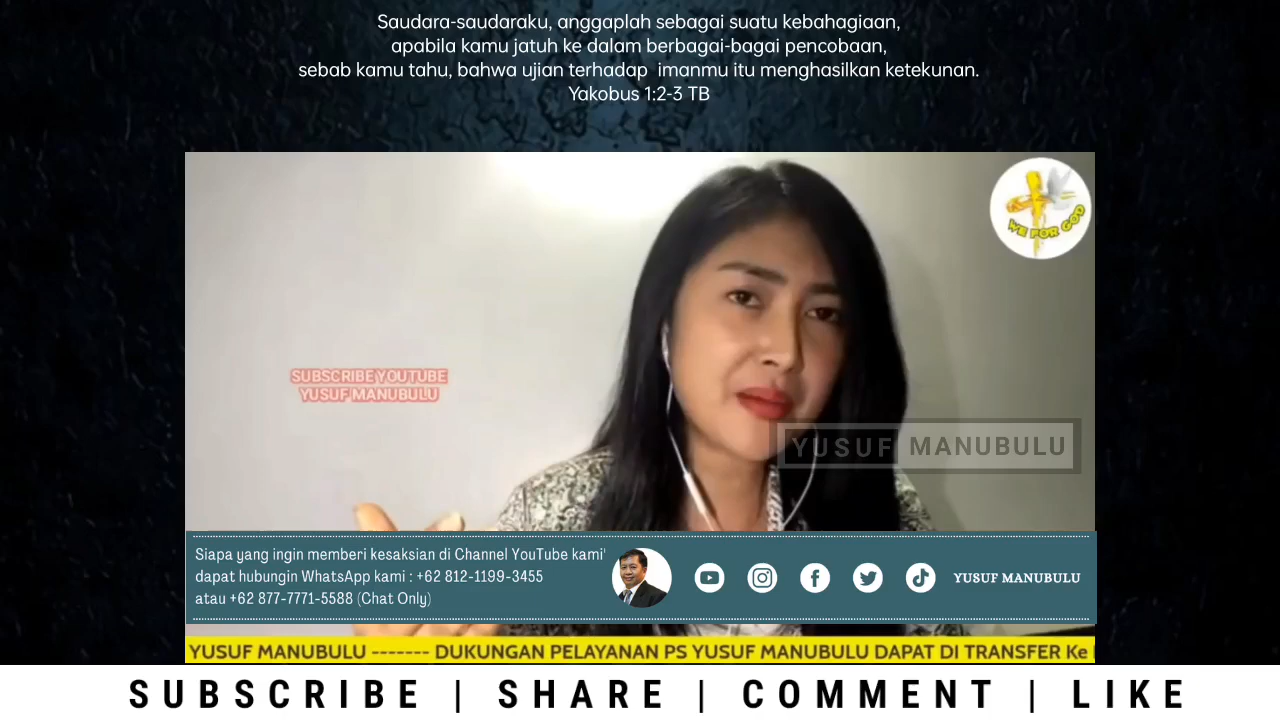 Saudara-saudaraku, anggaplah sebagai suatu kebahagiaan,
apabila kamu jatuh ke dalam berbagai-bagai pencobaan,
sebab kamu tahu, bahwa ujian terhadap  imanmu itu menghasilkan ketekunan.
Yakobus 1:2-3 TB
WE FOR GOD
SUBSCRIBE YOUTUBE
YUSUF MANUBULU
YUSUF MANUBULU
Siapa yang ingin memberi kesaksian di Channel YouTube kami'
dapat hubungin WhatsApp kami : +62 812-1199-3455
atau +62 877-7771-5588 (Chat Only)
YUSUF MANUBULU
YUSUF MANUBULU ------- DUKUNGAN PELAYANAN PS YUSUF MANUBULU DAPAT DI TRANSFER Ke
SUBSCRIBE | SHARE | COMMENT | LIKE